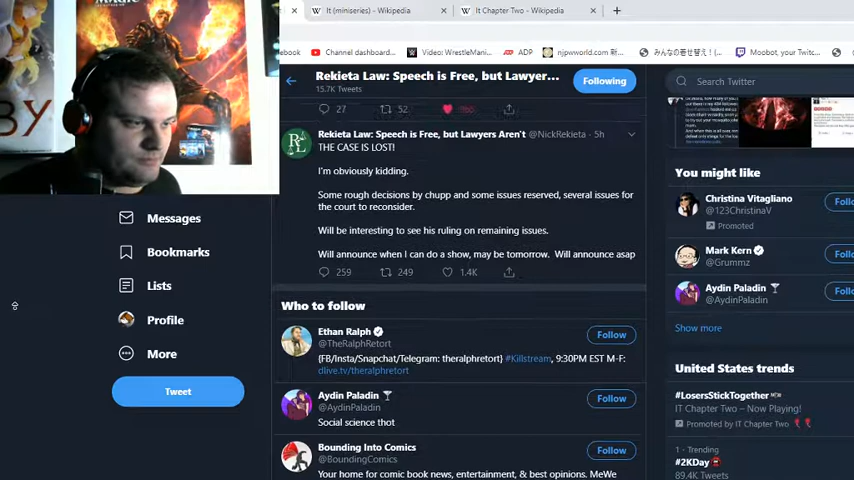 It (miniseries) - Wikipedia
It Chapter Two - Wikipedia
Channel dashboard...
Video: WrestleMani...
ADP
njpwworld.com
みんなの着せ替え！
Moobot, your Twitc
Rekieta Law: Speech is Free, but Lawyer...
15.7K Tweets
Following
Search Twitter
27
52
Rekieta Law: Speech is Free, but Lawyers Aren't @NickRekieta · 5h
THE CASE IS LOST!
I'm obviously kidding.
Some rough decisions by chupp and some issues reserved, several issues for
the court to reconsider.
Will be interesting to see his ruling on remaining issues.
Will announce when I can do a show, may be tomorrow. Will announce asap
259
249
1.4K
Messages
Bookmarks
Lists
Profile
More
Tweet
Who to follow
Ethan Ralph
@TheRalphRetort
Follow
{FB/Insta/Snapchat/Telegram: theralphretort} #Killstream, 9:30PM EST M-F:
dlive.tv/theralphretort
Aydin Paladin
@AydinPaladin
Follow
Social science thot
Bounding Into Comics
@BoundingComics
Follow
Your home for comic book news, entertainment, & best opinions. MeWe
You might like
Christina Vitagliano
@123ChristinaV
Promoted
Mark Kern
@Grummz
Aydin Paladin
@AydinPaladin
Show more
United States trends
#LosersStickTogether
IT Chapter Two – Now Playing!
Promoted by IT Chapter Two
1 · Trending
#2KDay
89.4K Tweets